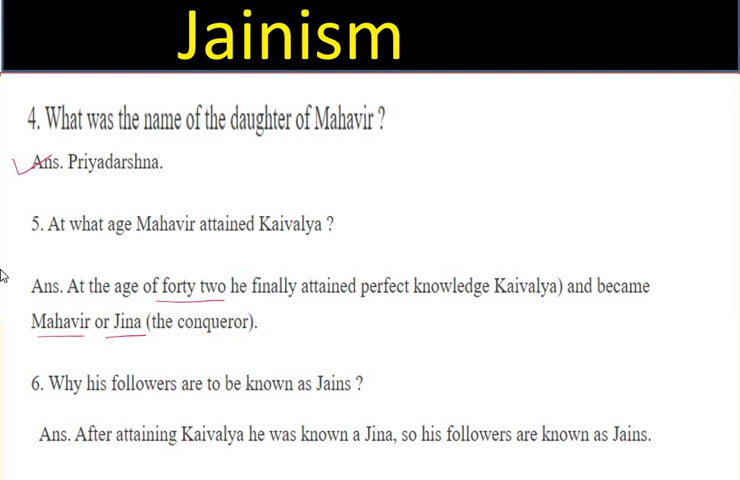 Jainism
4. What was the name of the daughter of Mahavir ?
Ans. Priyadarshna.
5. At what age Mahavir attained Kaivalya ?
Ans. At the age of forty two he finally attained perfect knowledge Kaivalya) and became
Mahavir or Jina (the conqueror).
6. Why his followers are to be known as Jains ?
Ans. After attaining Kaivalya he was known a Jina, so his followers are known as Jains.